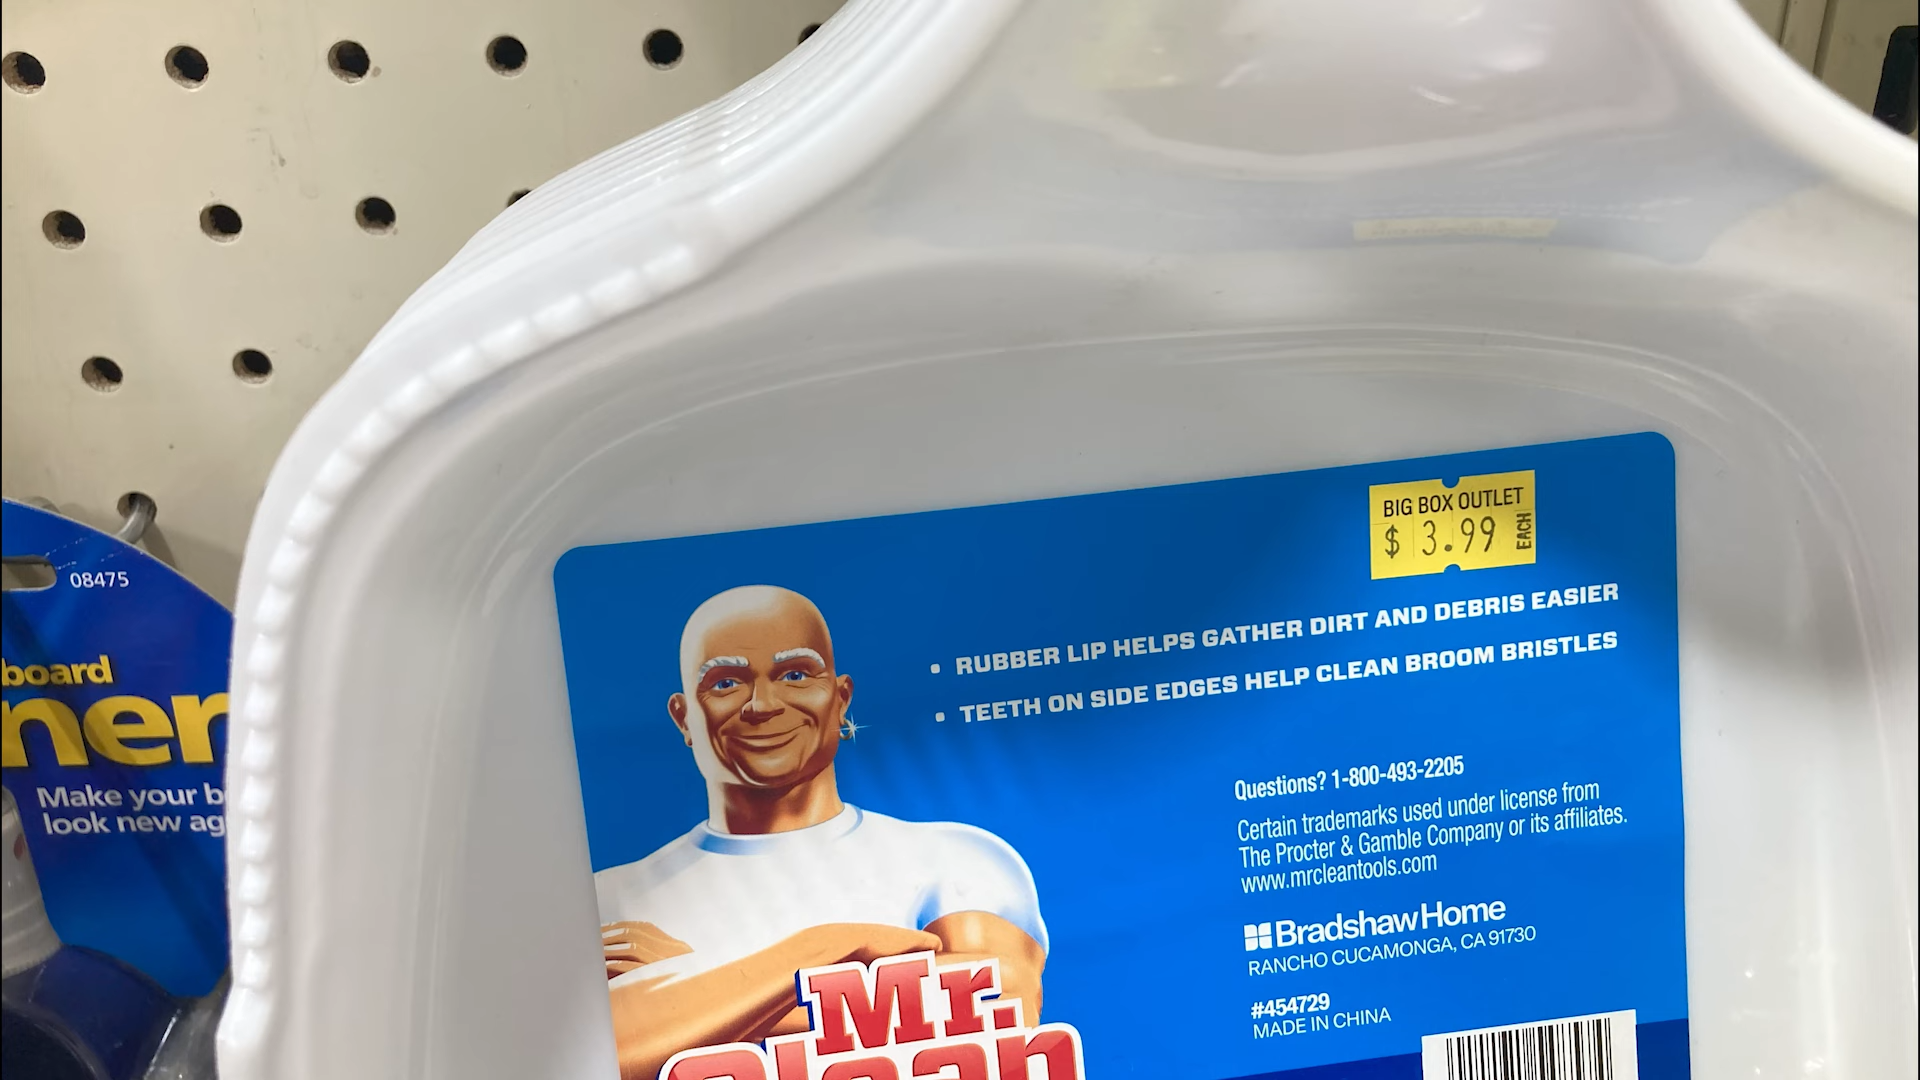 BIG BOX OUTLET
$ 3.99 EACH
• RUBBER LIP HELPS GATHER DIRT AND DEBRIS EASIER
• TEETH ON SIDE EDGES HELP CLEAN BROOM BRISTLES
Questions? 1-800-493-2205
Certain trademarks used under license from
The Procter & Gamble Company or its affiliates.
www.mrcleantools.com
Bradshaw Home
RANCHO CUCAMONGA, CA 91730
#454729
MADE IN CHINA
Mr.
Clean
08475
board
ner
Make your b
look new ag